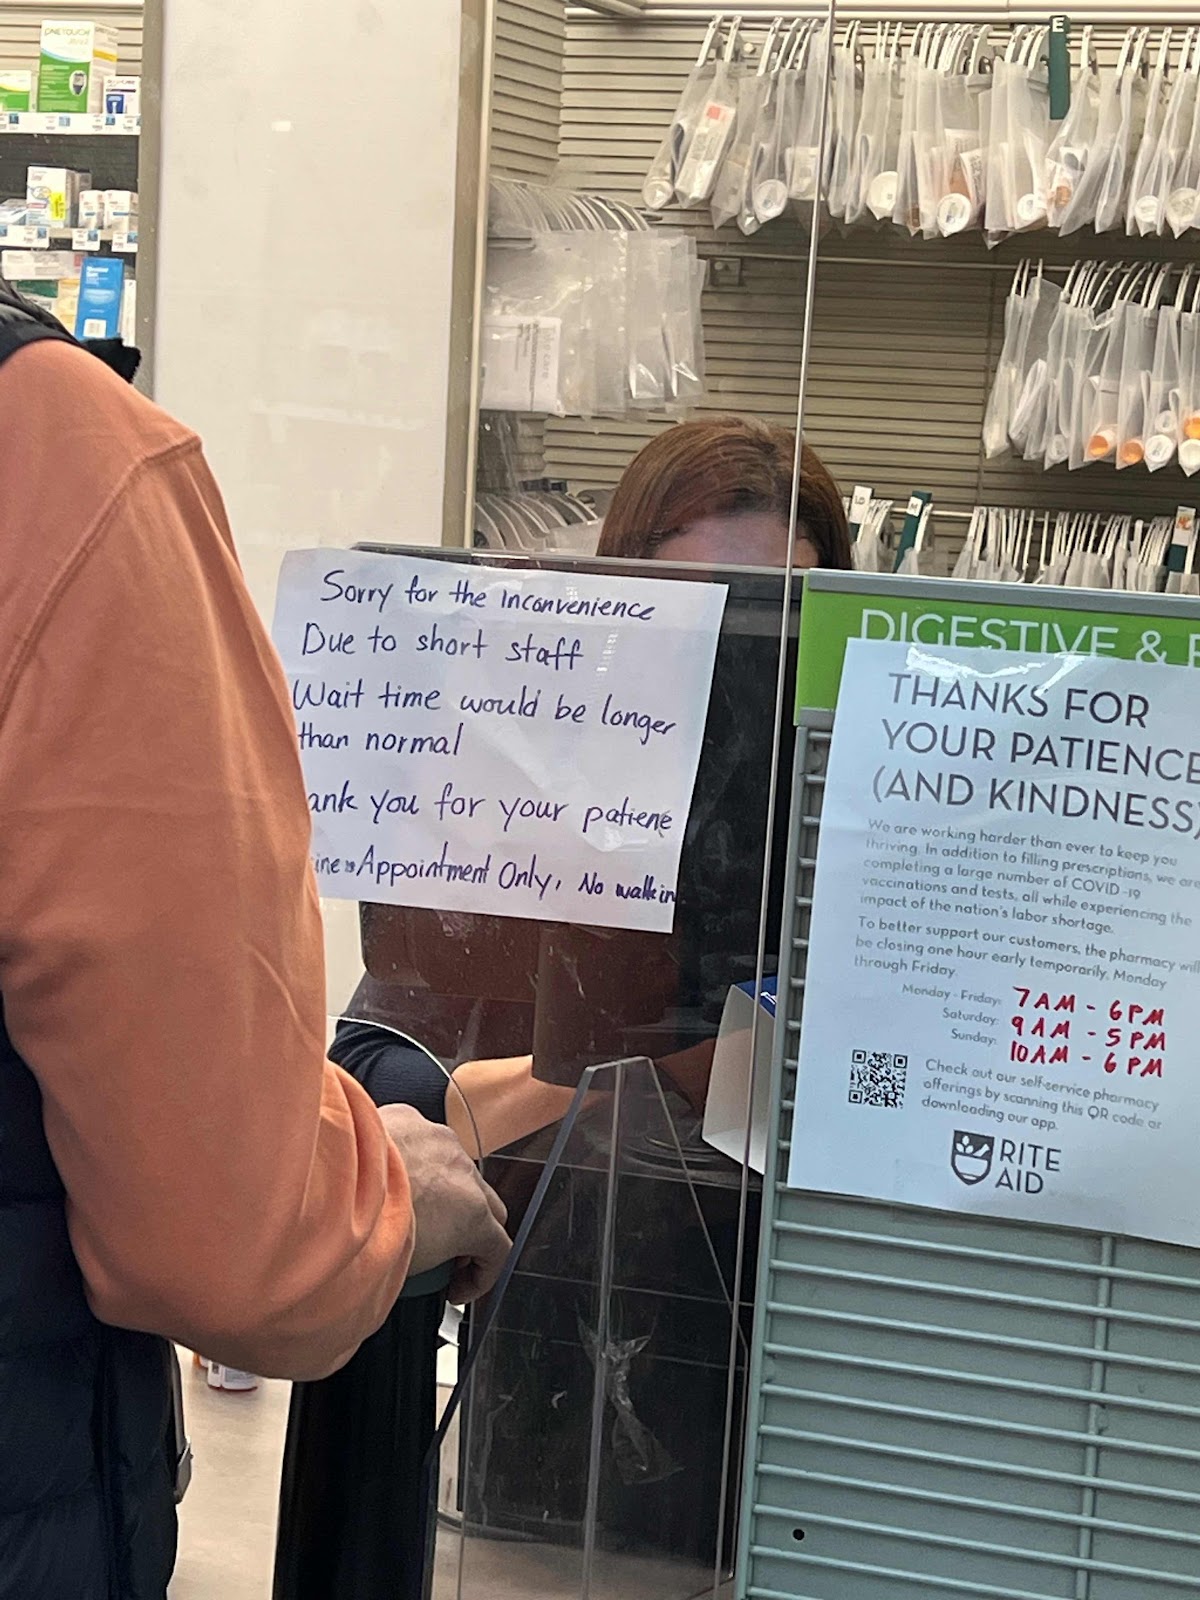 ONETOUCH
E
Sorry for the inconvenience
Due to short staff
Wait time would be longer
than normal
ank you for your patiene
ine is Appointment Only, No walk in
DIGESTIVE &
THANKS FOR
YOUR PATIENCE
(AND KINDNESS)
We are working harder than ever to keep you
thriving. In addition to filling prescriptions, we are
completing a large number of COVID-19
vaccinations and tests, all while experiencing the
impact of the nation's labor shortage.
To better support our customers, the pharmacy will
be closing one hour early temporarily, Monday
through Friday.
Monday - Friday: 7AM - 6PM
Saturday: 9AM - 5PM
Sunday: 10AM - 6PM
Check out our self-service pharmacy
offerings by scanning this QR code or
downloading our app.
RITE
AID